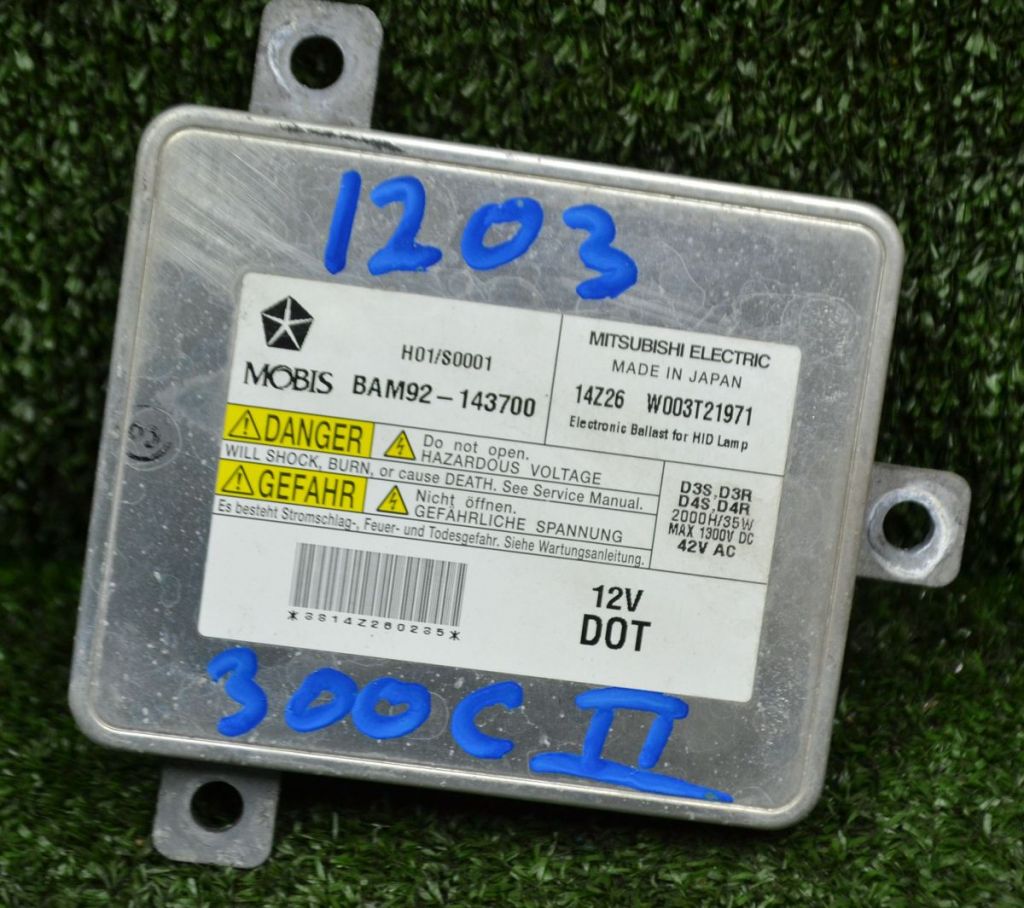 1203
H01/S0001
MOBIS BAM92-143700
MITSUBISHI ELECTRIC
MADE IN JAPAN
14Z26 W003T21971
Electronic Ballast for HID Lamp
DANGER
Do not open.
HAZARDOUS VOLTAGE
WILL SHOCK, BURN, or cause DEATH. See Service Manual.
GEFAHR
Nicht öffnen.
GEFÄHRLICHE SPANNUNG
Es besteht Stromschlag-, Feuer- und Todesgefahr. Siehe Wartungsanleitung.
D3S,D3R
D4S,D4R
2000H/35W
MAX 1300V DC
42V AC
*3S14Z260235*
12V
DOT
300C II